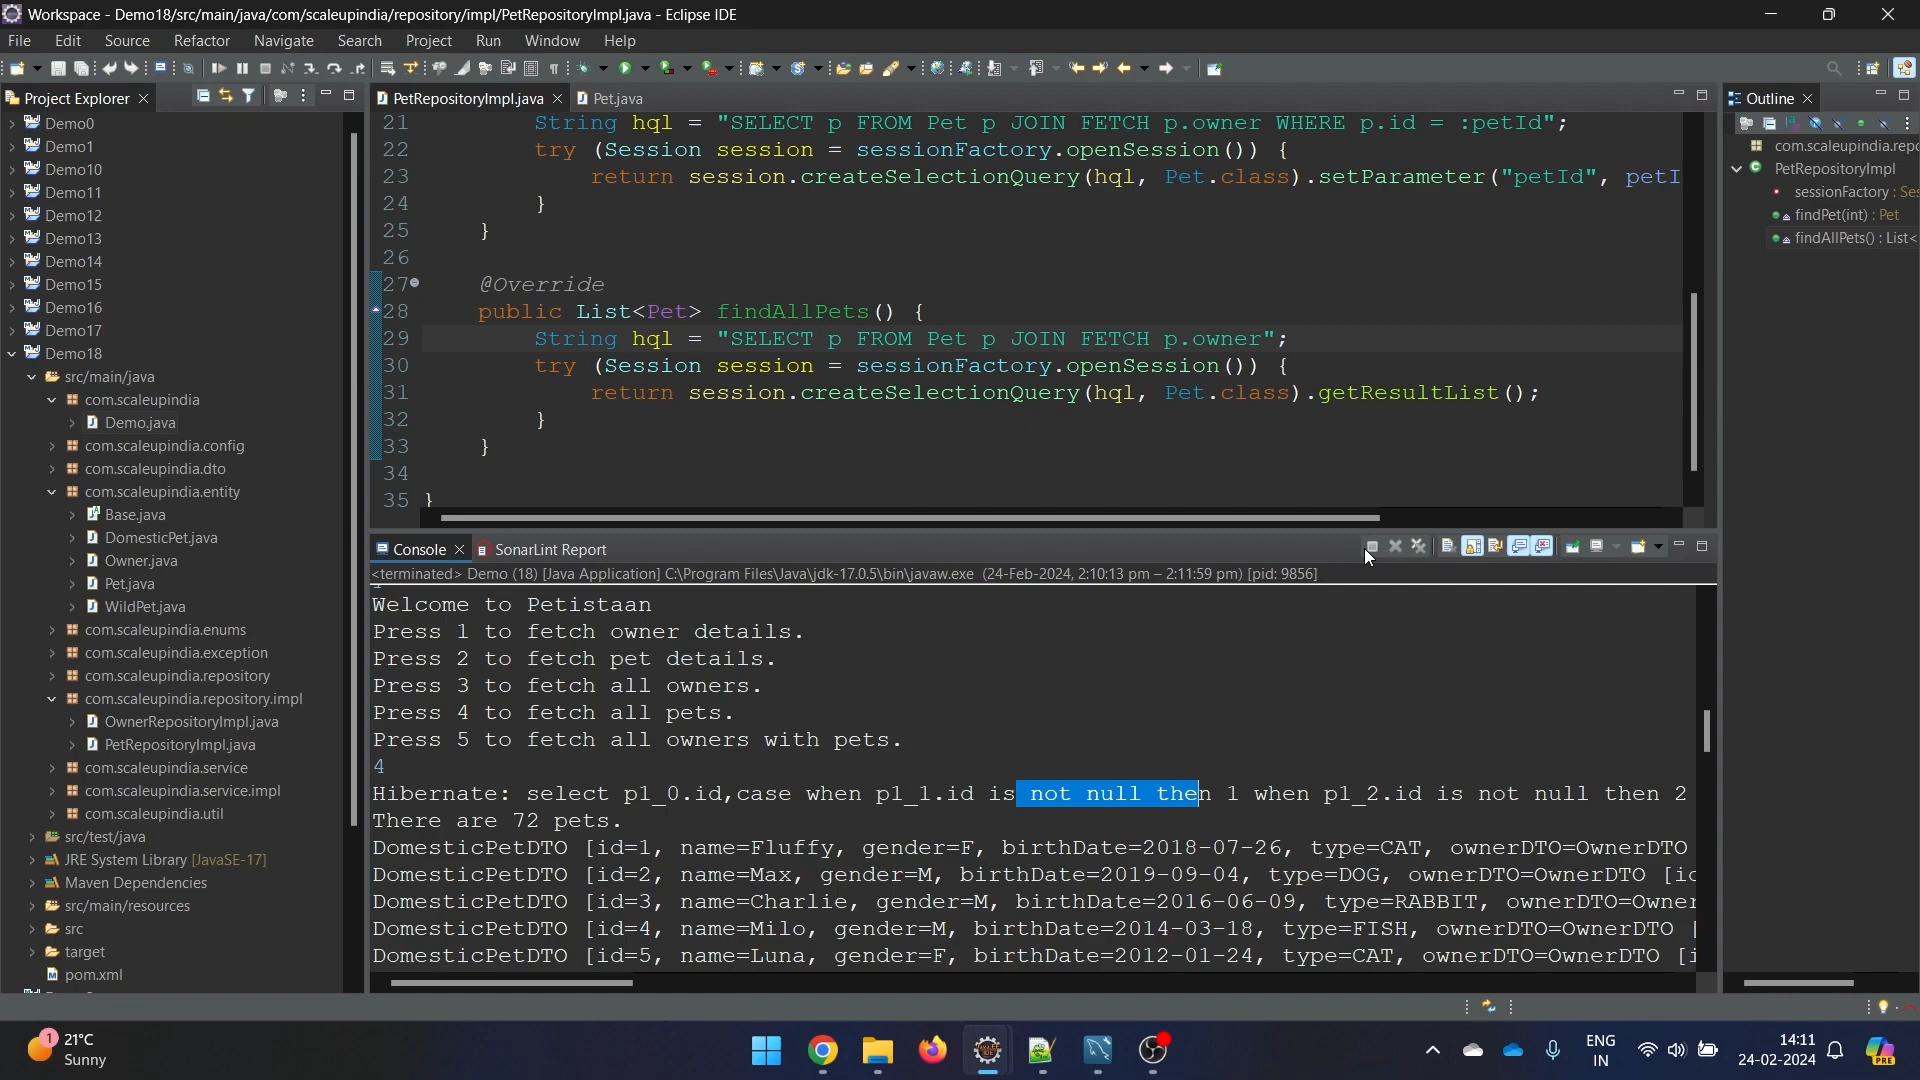 Workspace - Demo18/src/main/java/com/scaleupindia/repository/impl/PetRepositoryImpl.java - Eclipse IDE
File Edit Source Refactor Navigate Search Project Run Window Help
Project Explorer
Demo0
Demo1
Demo10
Demo11
Demo12
Demo13
Demo14
Demo15
Demo16
Demo17
Demo18
src/main/java
com.scaleupindia
Demo.java
com.scaleupindia.config
com.scaleupindia.dto
com.scaleupindia.entity
Base.java
DomesticPet.java
Owner.java
Pet.java
WildPet.java
com.scaleupindia.enums
com.scaleupindia.exception
com.scaleupindia.repository
com.scaleupindia.repository.impl
OwnerRepositoryImpl.java
PetRepositoryImpl.java
com.scaleupindia.service
com.scaleupindia.service.impl
com.scaleupindia.util
src/test/java
JRE System Library [JavaSE-17]
Maven Dependencies
src/main/resources
src
target
pom.xml
PetRepositoryImpl.java Pet.java
21 String hql = "SELECT p FROM Pet p JOIN FETCH p.owner WHERE p.id = :petId";
22 try (Session session = sessionFactory.openSession()) {
23 return session.createSelectionQuery(hql, Pet.class).setParameter("petId", petI
24 }
25 }
26
27 @Override
28 public List<Pet> findAllPets() {
29 String hql = "SELECT p FROM Pet p JOIN FETCH p.owner";
30 try (Session session = sessionFactory.openSession()) {
31 return session.createSelectionQuery(hql, Pet.class).getResultList();
32 }
33 }
34
35 }
Console SonarLint Report
<terminated> Demo (18) [Java Application] C:\Program Files\Java\jdk-17.0.5\bin\javaw.exe (24-Feb-2024, 2:10:13 pm – 2:11:59 pm) [pid: 9856]
Welcome to Petistaan
Press 1 to fetch owner details.
Press 2 to fetch pet details.
Press 3 to fetch all owners.
Press 4 to fetch all pets.
Press 5 to fetch all owners with pets.
4
Hibernate: select p1_0.id,case when p1_1.id is not null then 1 when p1_2.id is not null then 2
There are 72 pets.
DomesticPetDTO [id=1, name=Fluffy, gender=F, birthDate=2018-07-26, type=CAT, ownerDTO=OwnerDTO
DomesticPetDTO [id=2, name=Max, gender=M, birthDate=2019-09-04, type=DOG, ownerDTO=OwnerDTO [id
DomesticPetDTO [id=3, name=Charlie, gender=M, birthDate=2016-06-09, type=RABBIT, ownerDTO=Owner
DomesticPetDTO [id=4, name=Milo, gender=M, birthDate=2014-03-18, type=FISH, ownerDTO=OwnerDTO [
DomesticPetDTO [id=5, name=Luna, gender=F, birthDate=2012-01-24, type=CAT, ownerDTO=OwnerDTO [i
Outline
com.scaleupindia.repo
PetRepositoryImpl
sessionFactory : Ses
findPet(int) : Pet
findAllPets() : List<
1
21°C
Sunny
ENG
IN
14:11
24-02-2024
PRE